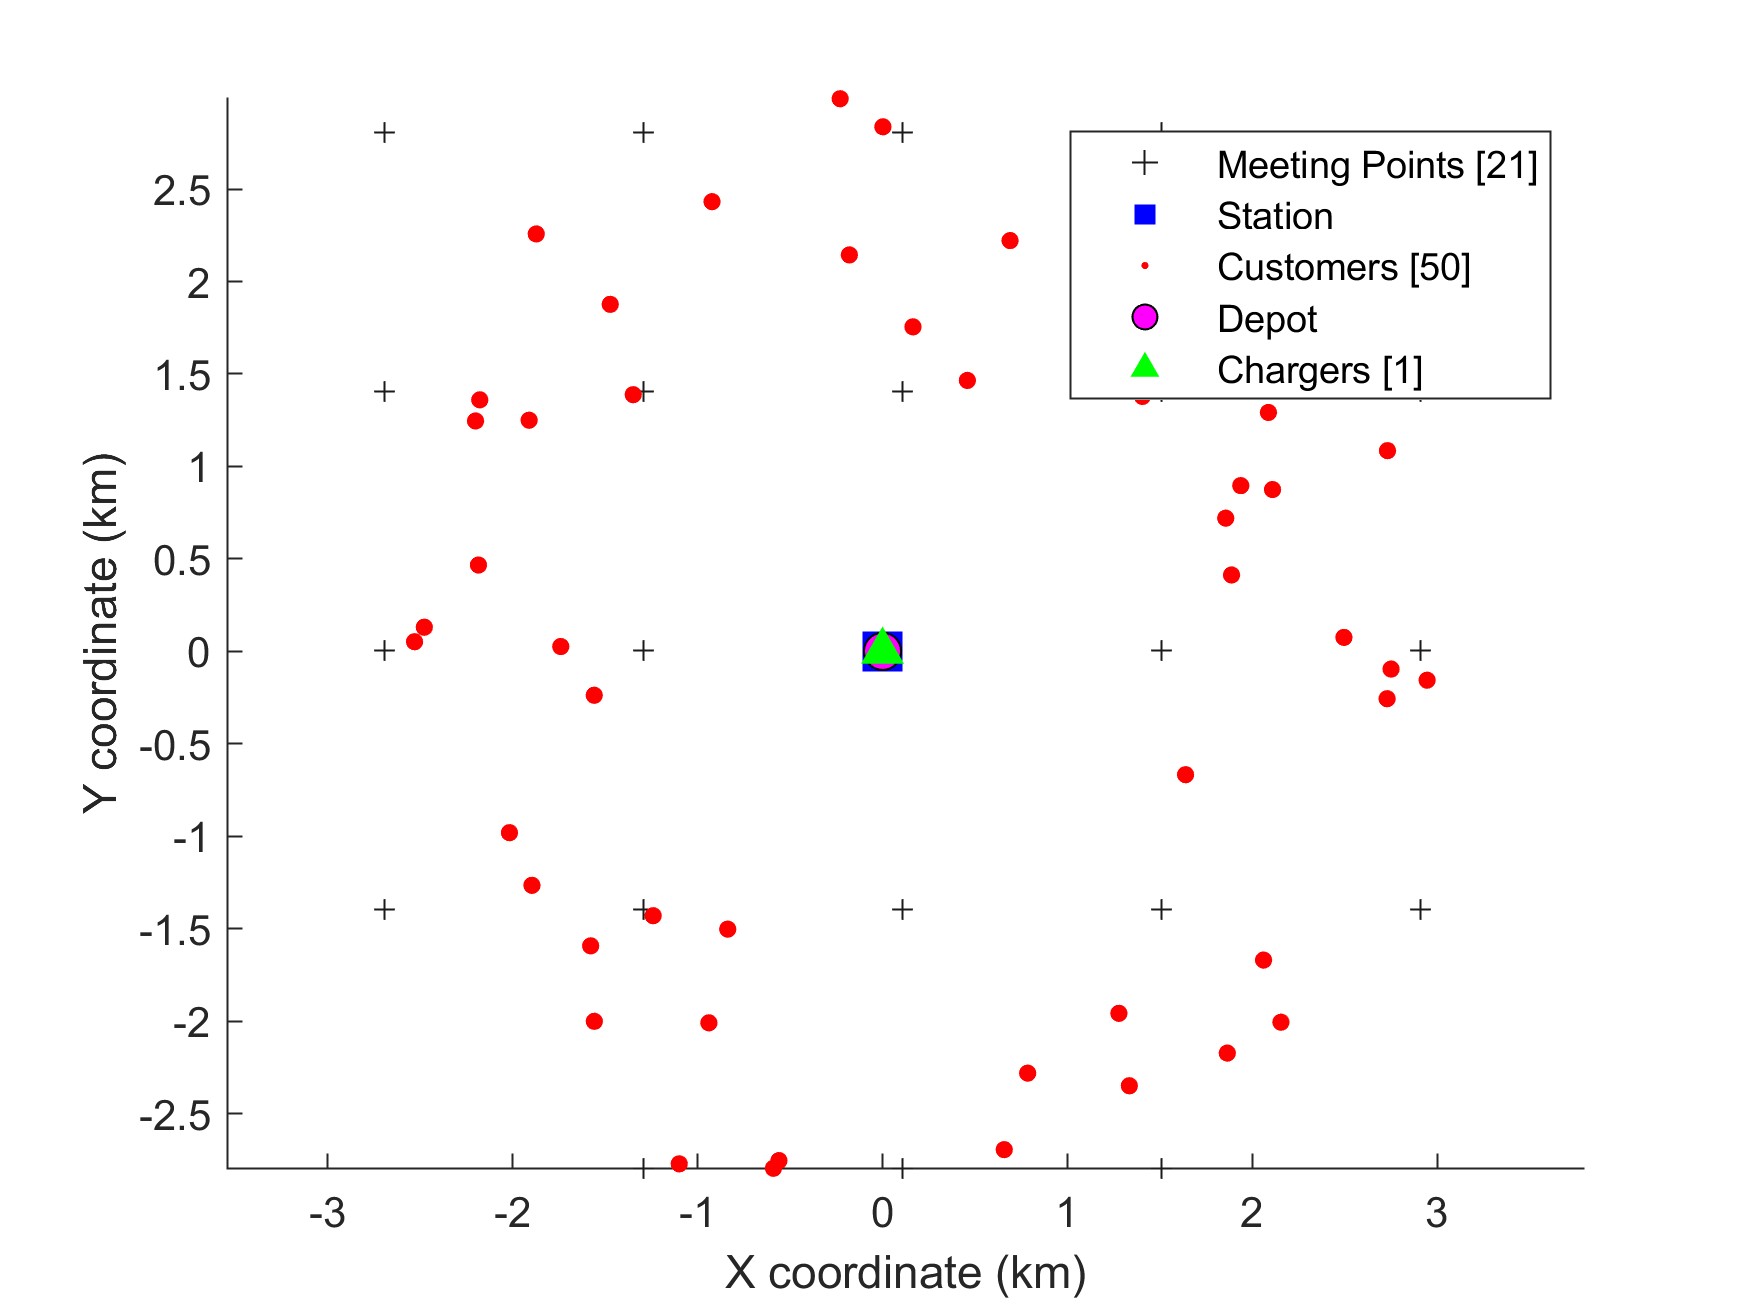 Meeting Points [21]
Station
Customers [50]
Depot
Chargers [1]
2.5
2
1.5
1
0.5
0
-0.5
-1
-1.5
-2
-2.5
Y coordinate (km)
-3 -2 -1 0 1 2 3
X coordinate (km)